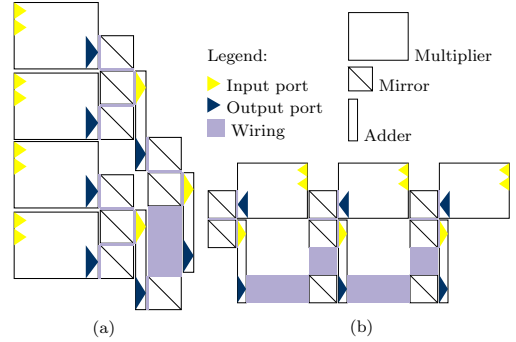 Legend:
Input port
Output port
Wiring
Multiplier
Mirror
Adder
(a)
(b)